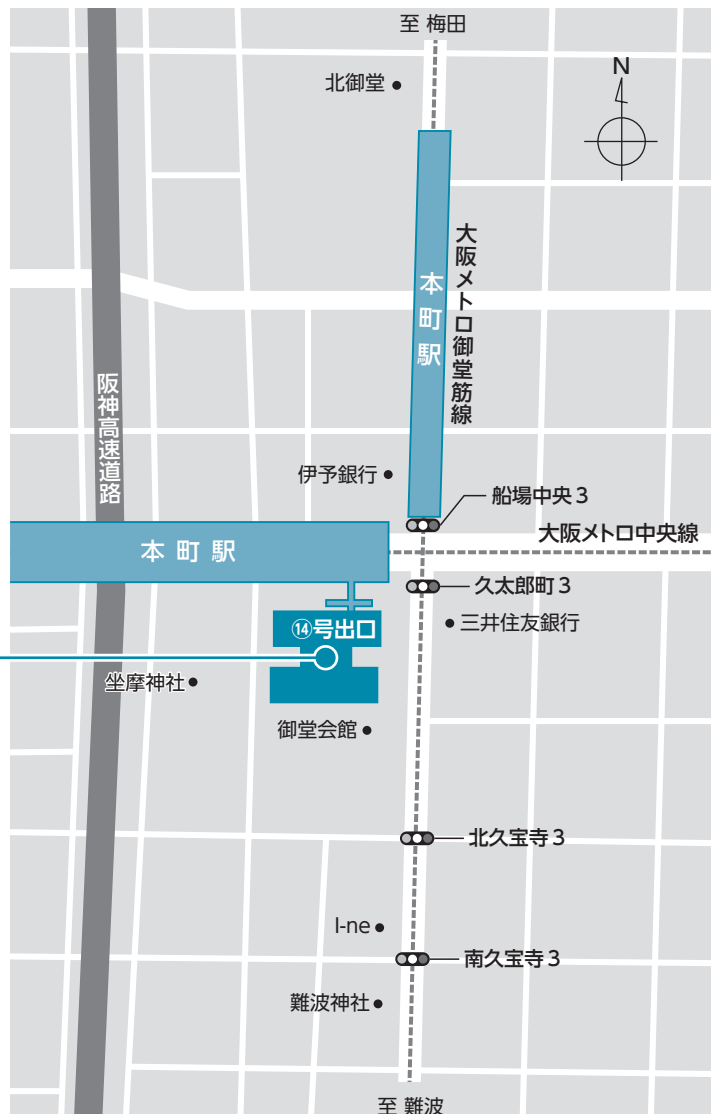 至 梅田
北御堂
N
大阪メトロ御堂筋線
本町駅
阪神高速道路
伊予銀行
船場中央3
大阪メトロ中央線
本町駅
久太郎町3
⑭号出口
三井住友銀行
坐摩神社
御堂会館
北久宝寺3
I-ne
南久宝寺3
難波神社
至 難波